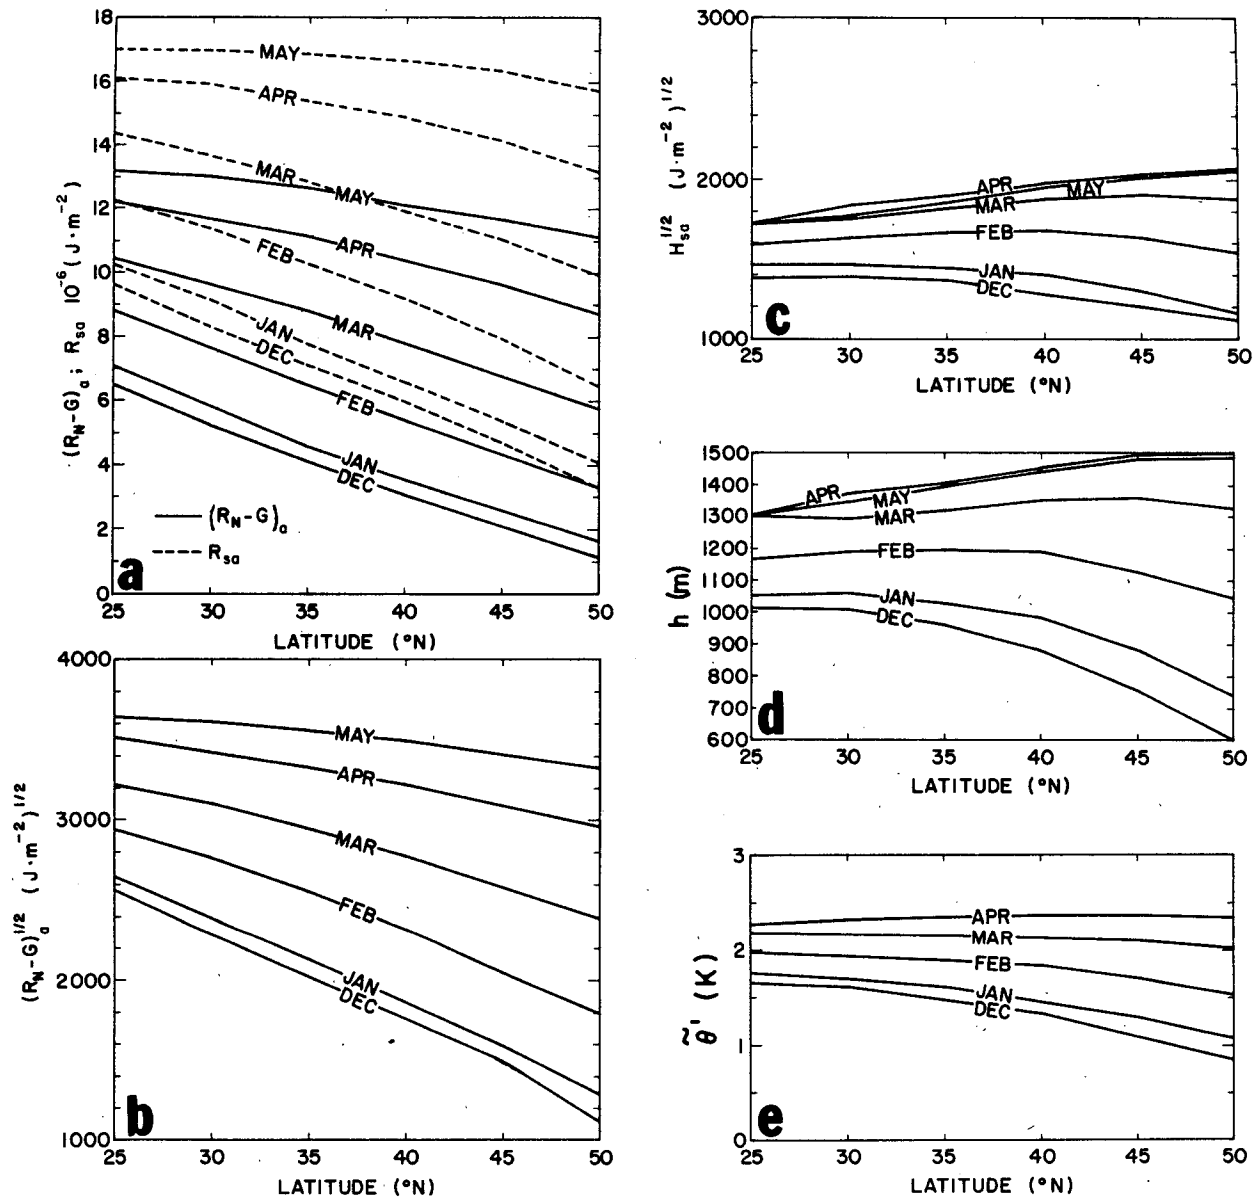 18
16
14
12
10
8
6
4
2
0
(R_N-G)_a ; R_sa 10^-6 (J·m^-2)
MAY
APR
MAR
MAY
FEB
APR
JAN
MAR
DEC
FEB
JAN
DEC
(R_N-G)_a
R_sa
a
25 30 35 40 45 50
LATITUDE (°N)
4000
3000
2000
1000
(R_N-G)_a^1/2 (J·m^-2)^1/2
MAY
APR
MAR
FEB
JAN
DEC
b
25 30 35 40 45 50
LATITUDE (°N)
3000
2000
1000
H_sa^1/2 (J·m^-2)^1/2
APR
MAY
MAR
FEB
JAN
DEC
c
25 30 35 40 45 50
LATITUDE (°N)
1500
1400
1300
1200
1100
1000
900
800
700
600
h (m)
APR
MAY
MAR
FEB
JAN
DEC
d
25 30 35 40 45 50
LATITUDE (°N)
3
2
1
0
θ̃' (K)
APR
MAR
FEB
JAN
DEC
e
25 30 35 40 45 50
LATITUDE (°N)